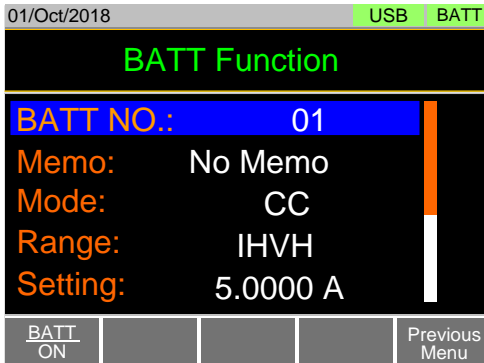 01/Oct/2018 USB BATT
BATT Function
BATT NO.: 01
Memo: No Memo
Mode: CC
Range: IHVH
Setting: 5.0000 A
BATT
ON
Previous
Menu